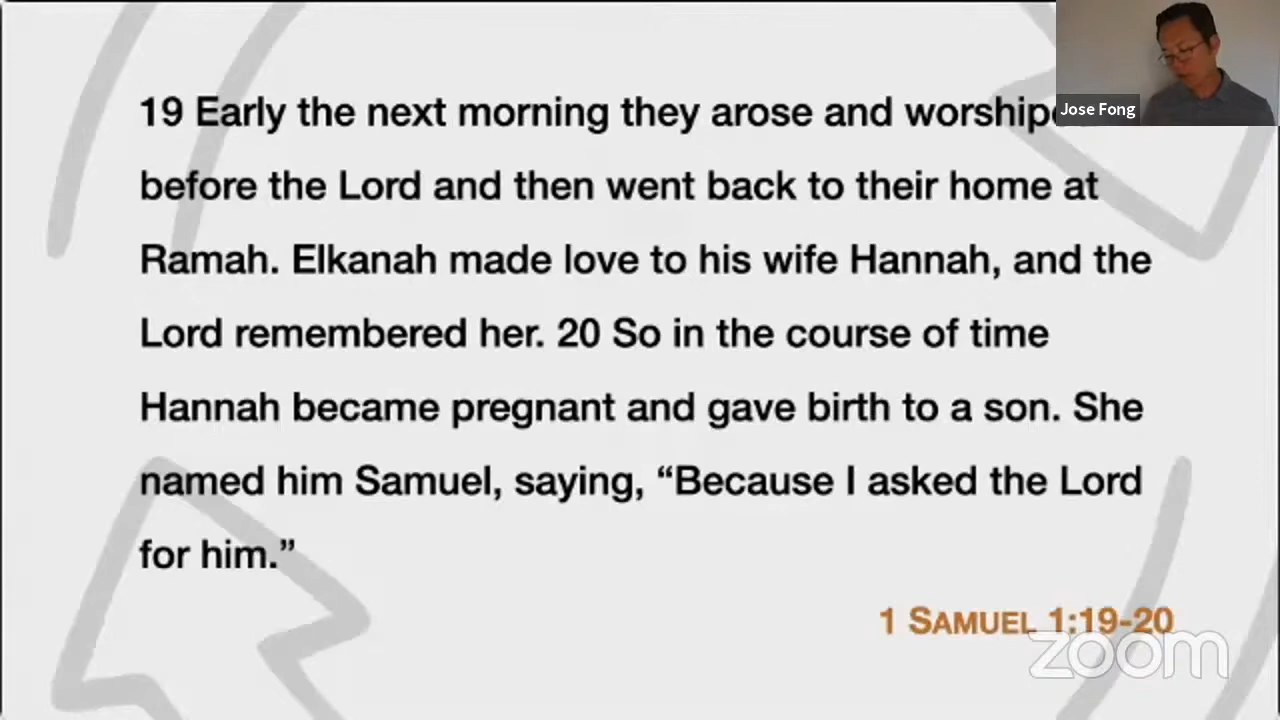 19 Early the next morning they arose and
before the Lord and then went back to their home at
Ramah. Elkanah made love to his wife Hannah, and the
Lord remembered her. 20 So in the course of time
Hannah became pregnant and gave birth to a son. She
named him Samuel, saying, “Because I asked the Lord
for him.”
1 SAMUEL 1:19-20
Jose Fong
zoom